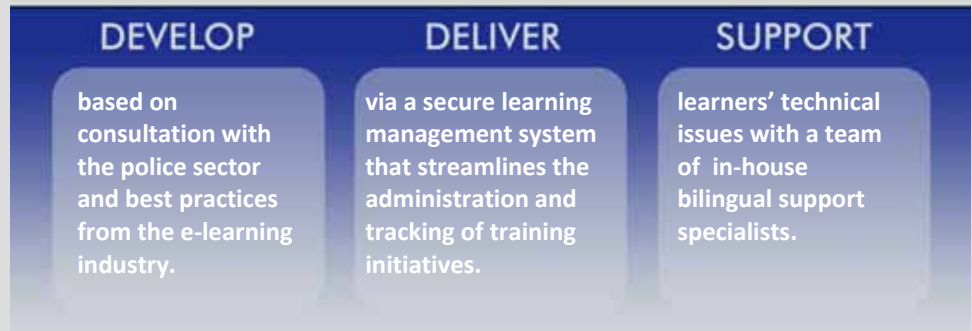 DEVELOP
based on
consultation with
the police sector
and best practices
from the e-learning
industry.
DELIVER
via a secure learning
management system
that streamlines the
administration and
tracking of training
initiatives.
SUPPORT
learners’ technical
issues with a team
of in-house
bilingual support
specialists.